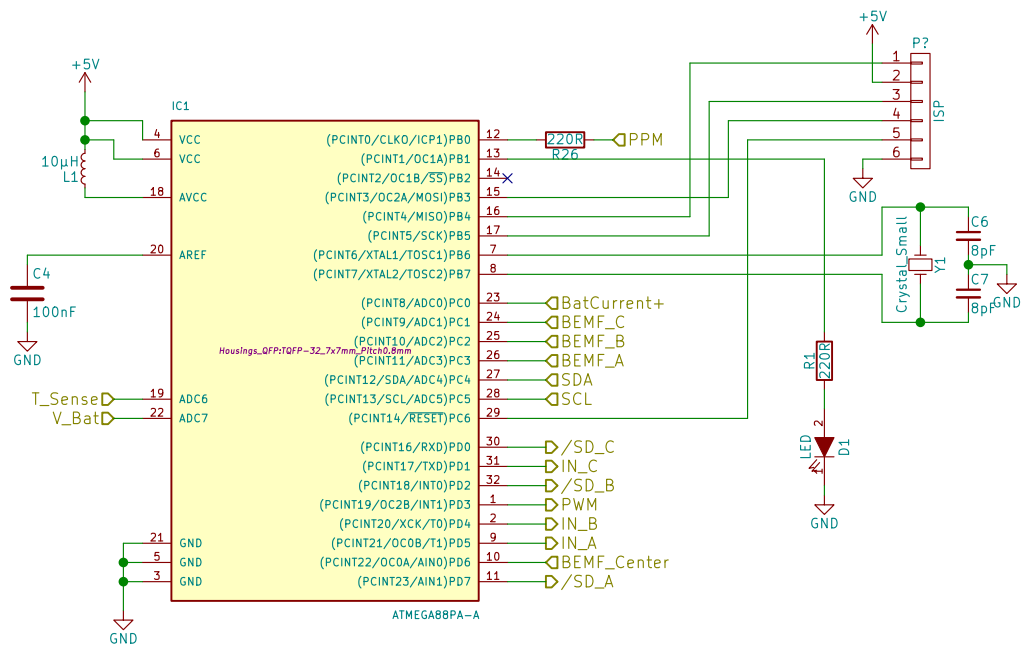 +5V
+5V
P?
1
2
3
4
5
6
ISP
GND
IC1
4 VCC
6 VCC
10µH
L1
18 AVCC
20 AREF
C4
100nF
GND
T_Sense 19 ADC6
V_Bat 22 ADC7
21 GND
5 GND
3 GND
GND
Housings_QFP:TQFP-32_7x7mm_Pitch0.8mm
(PCINT0/CLKO/ICP1)PB0 12 220R PPM
R26
(PCINT1/OC1A)PB1 13
(PCINT2/OC1B/SS)PB2 14
(PCINT3/OC2A/MOSI)PB3 15
(PCINT4/MISO)PB4 16
(PCINT5/SCK)PB5 17
(PCINT6/XTAL1/TOSC1)PB6 7
(PCINT7/XTAL2/TOSC2)PB7 8
(PCINT8/ADC0)PC0 23 BatCurrent+
(PCINT9/ADC1)PC1 24 BEMF_C
(PCINT10/ADC2)PC2 25 BEMF_B
(PCINT11/ADC3)PC3 26 BEMF_A
(PCINT12/SDA/ADC4)PC4 27 SDA
(PCINT13/SCL/ADC5)PC5 28 SCL
(PCINT14/RESET)PC6 29
(PCINT16/RXD)PD0 30 /SD_C
(PCINT17/TXD)PD1 31 IN_C
(PCINT18/INT0)PD2 32 /SD_B
(PCINT19/OC2B/INT1)PD3 1 PWM
(PCINT20/XCK/T0)PD4 2 IN_B
(PCINT21/OC0B/T1)PD5 9 IN_A
(PCINT22/OC0A/AIN0)PD6 10 BEMF_Center
(PCINT23/AIN1)PD7 11 /SD_A
ATMEGA88PA-A
Crystal_Small
Y1
C6
8pF
C7
8pF
GND
R1
220R
2
LED
D1
1
GND